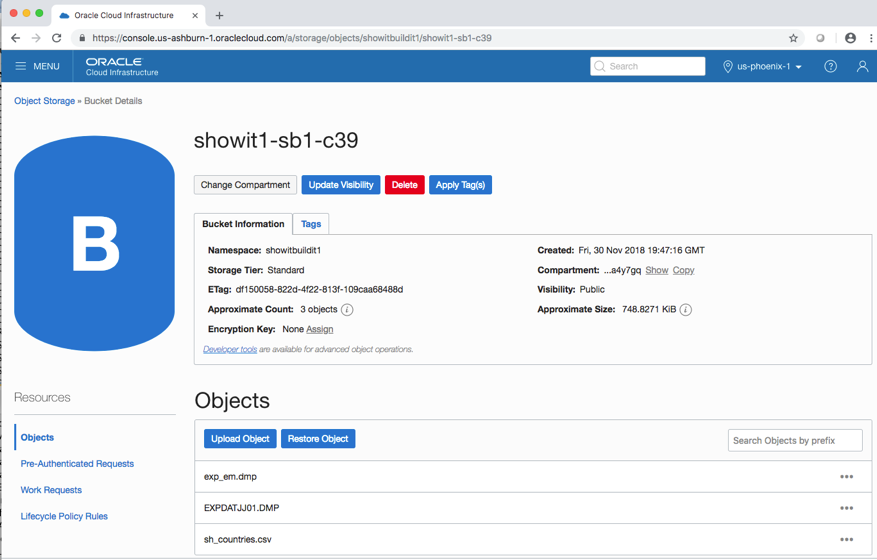 Oracle Cloud Infrastructure
https://console.us-ashburn-1.oraclecloud.com/a/storage/objects/showitbuildit1/showit1-sb1-c39
MENU
ORACLE
Cloud Infrastructure
Search
us-phoenix-1
Object Storage » Bucket Details
B
showit1-sb1-c39
Change Compartment Update Visibility Delete Apply Tag(s)
Bucket Information Tags
Namespace: showitbuildit1
Storage Tier: Standard
ETag: df150058-822d-4f22-813f-109caa68488d
Approximate Count: 3 objects
Encryption Key: None Assign
Created: Fri, 30 Nov 2018 19:47:16 GMT
Compartment: ...a4y7gq Show Copy
Visibility: Public
Approximate Size: 748.8271 KiB
Developer tools are available for advanced object operations.
Resources
Objects
Pre-Authenticated Requests
Work Requests
Lifecycle Policy Rules
Objects
Upload Object Restore Object Search Objects by prefix
exp_em.dmp
EXPDATJJ01.DMP
sh_countries.csv